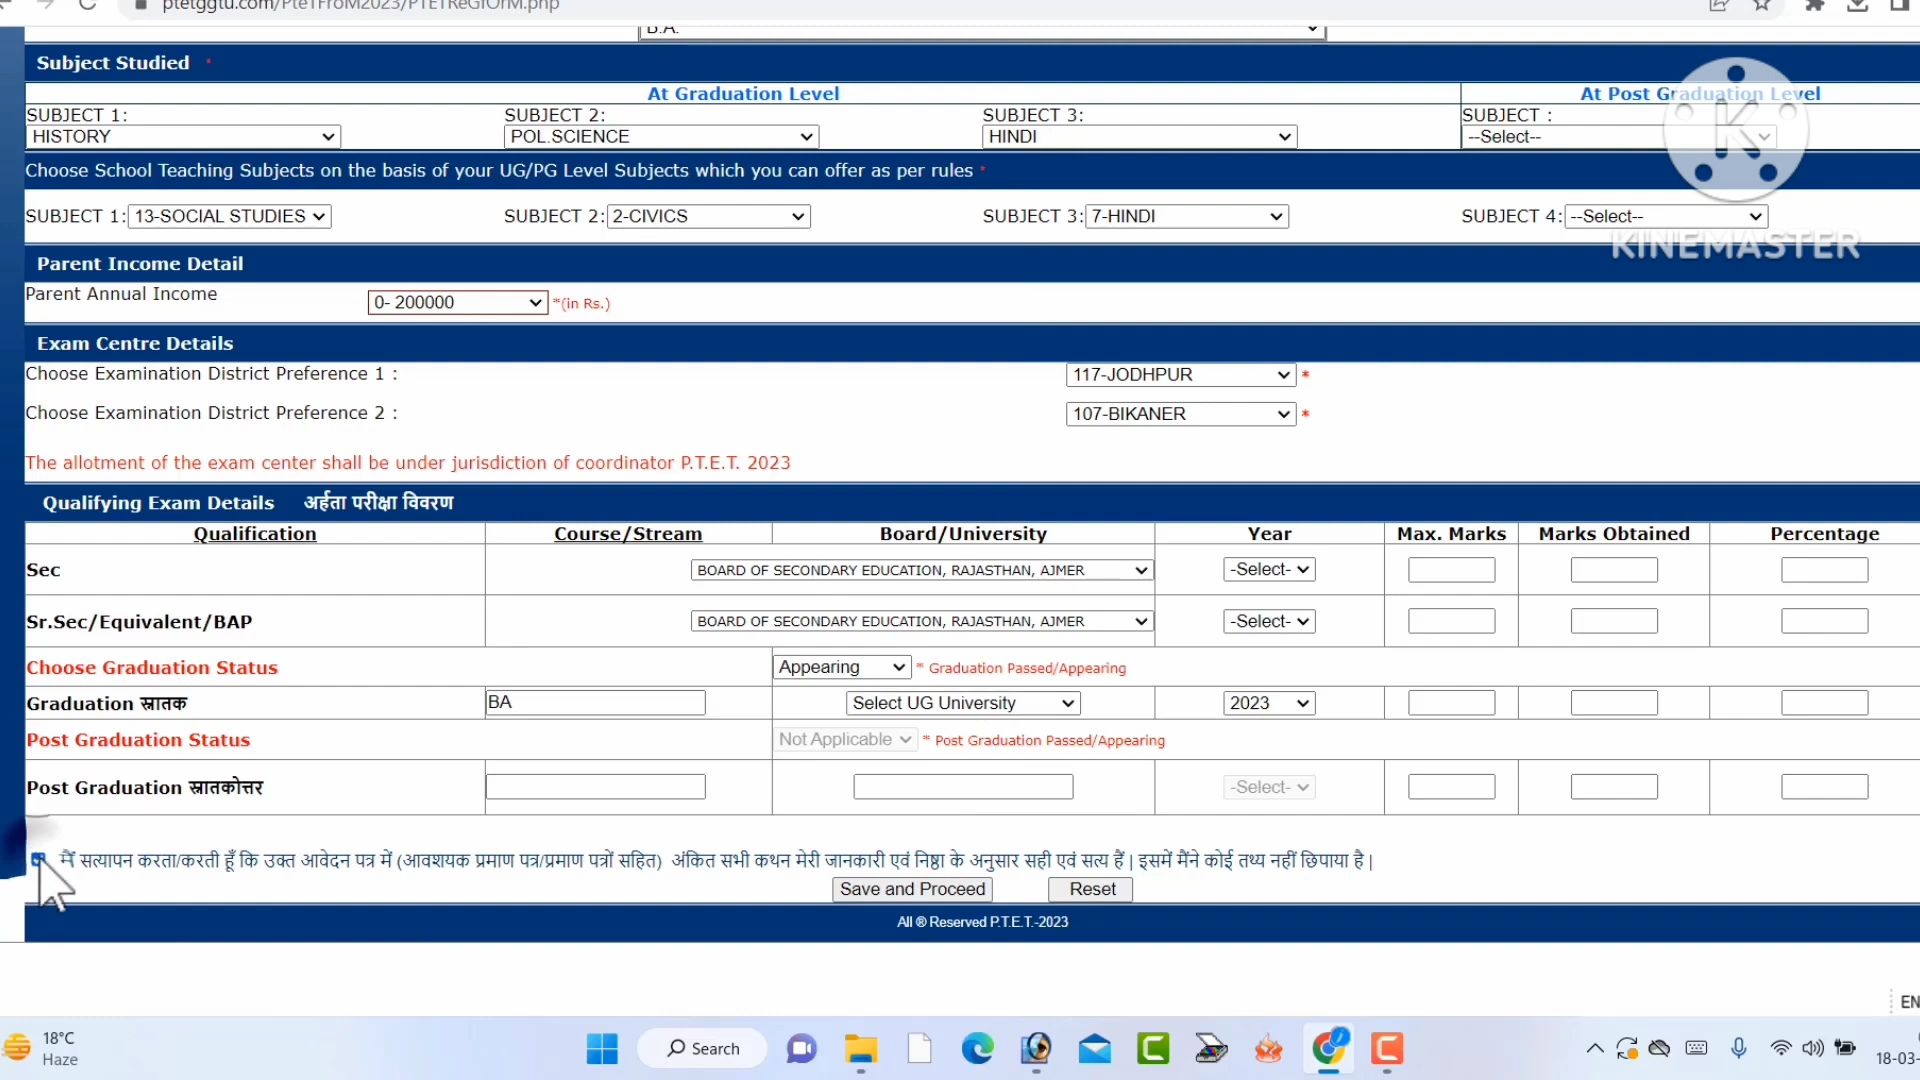 ptetggtu.com/PteTFroM2023/PTETReGfOrM.php
B.A.
Subject Studied *
At Graduation Level
At Post Graduation Level
SUBJECT 1: SUBJECT 2: SUBJECT 3: SUBJECT :
HISTORY POL.SCIENCE HINDI --Select--
Choose School Teaching Subjects on the basis of your UG/PG Level Subjects which you can offer as per rules *
SUBJECT 1: 13-SOCIAL STUDIES SUBJECT 2: 2-CIVICS SUBJECT 3: 7-HINDI SUBJECT 4: --Select--
KINEMASTER
Parent Income Detail
Parent Annual Income 0- 200000 *(in Rs.)
Exam Centre Details
Choose Examination District Preference 1 : 117-JODHPUR *
Choose Examination District Preference 2 : 107-BIKANER *
The allotment of the exam center shall be under jurisdiction of coordinator P.T.E.T. 2023
Qualifying Exam Details अर्हता परीक्षा विवरण
Qualification Course/Stream Board/University Year Max. Marks Marks Obtained Percentage
Sec BOARD OF SECONDARY EDUCATION, RAJASTHAN, AJMER -Select-
Sr.Sec/Equivalent/BAP BOARD OF SECONDARY EDUCATION, RAJASTHAN, AJMER -Select-
Choose Graduation Status Appearing * Graduation Passed/Appearing
Graduation स्नातक BA Select UG University 2023
Post Graduation Status Not Applicable * Post Graduation Passed/Appearing
Post Graduation स्नातकोत्तर -Select-
मैं सत्यापन करता/करती हूँ कि उक्त आवेदन पत्र में (आवशयक प्रमाण पत्र/प्रमाण पत्रों सहित) अंकित सभी कथन मेरी जानकारी एवं निष्ठा के अनुसार सही एवं सत्य हैं | इसमें मैंने कोई तथ्य नहीं छिपाया है |
Save and Proceed Reset
All ® Reserved P.T.E.T.-2023
EN
18°C
Haze
Search
18-03-